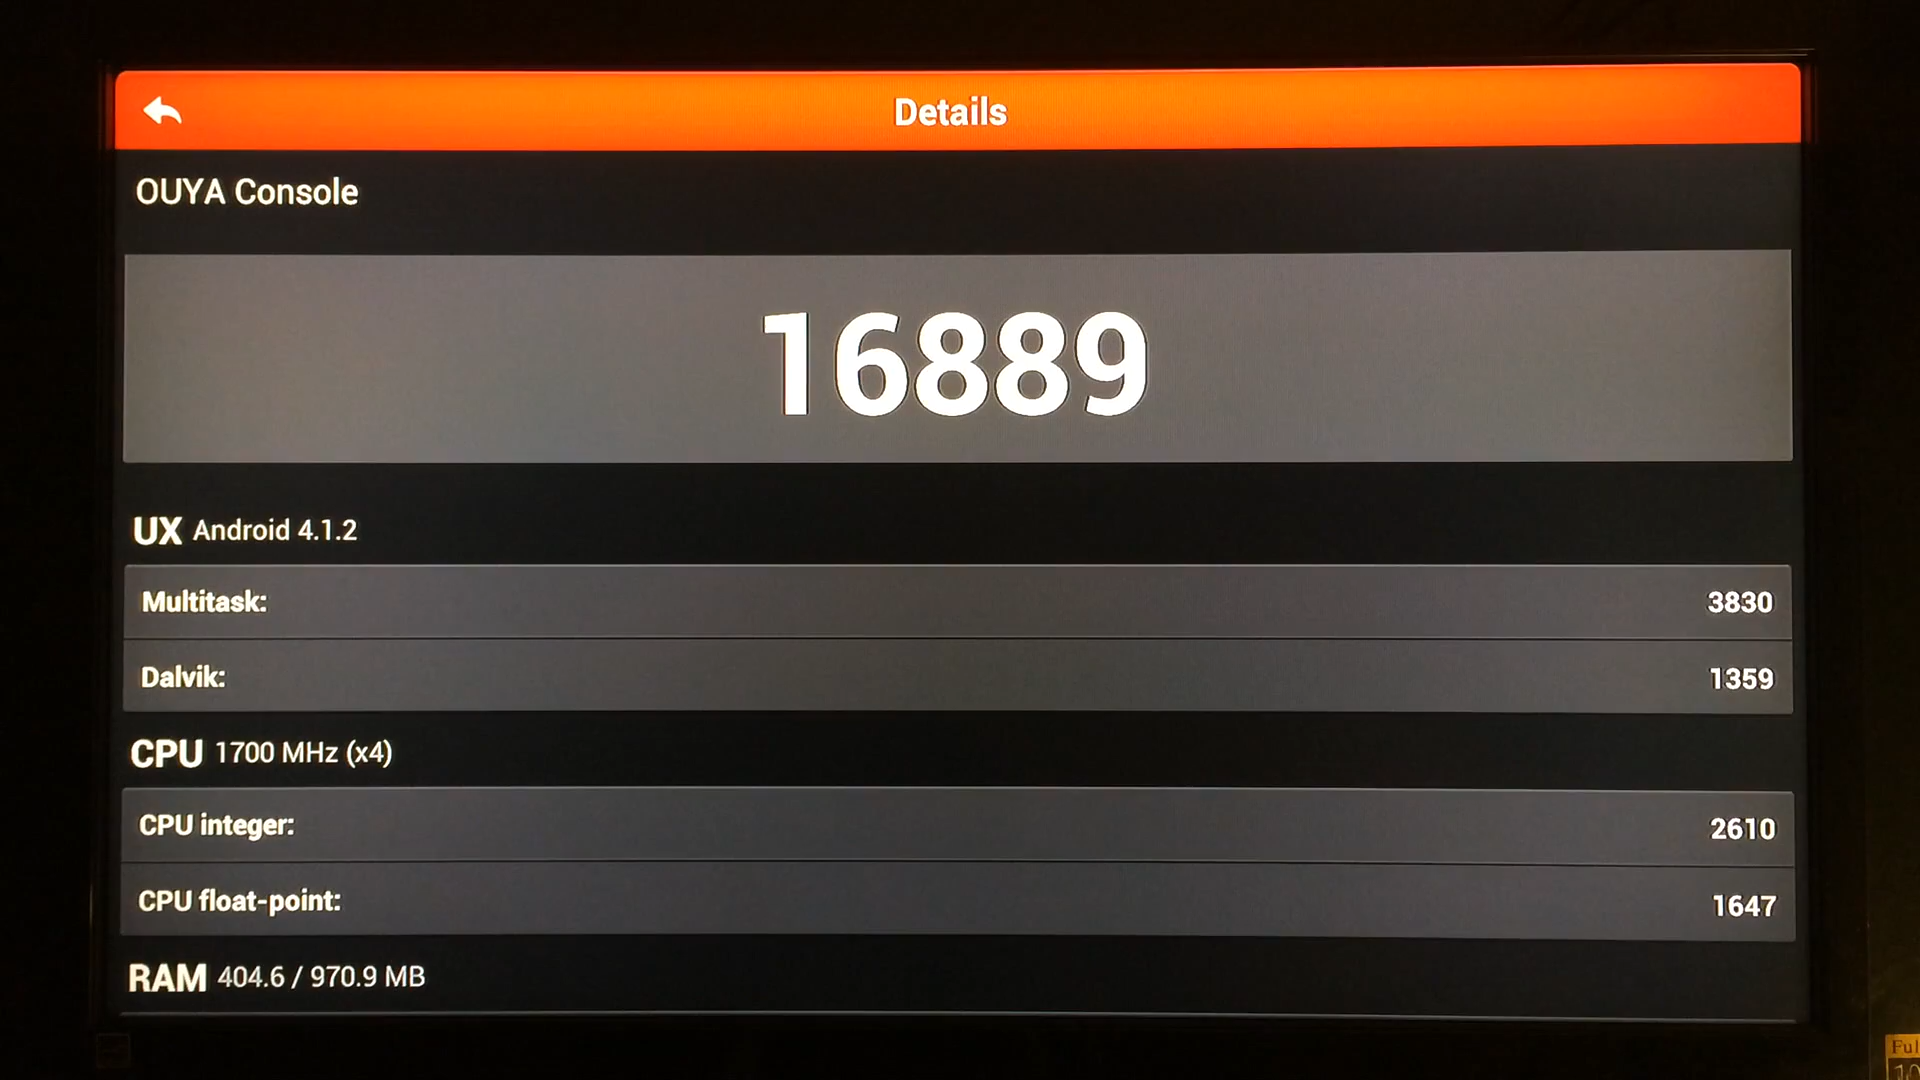 Details
OUYA Console
16889
UX Android 4.1.2
Multitask: 3830
Dalvik: 1359
CPU 1700 MHz (x4)
CPU integer: 2610
CPU float-point: 1647
RAM 404.6 / 970.9 MB
Ful